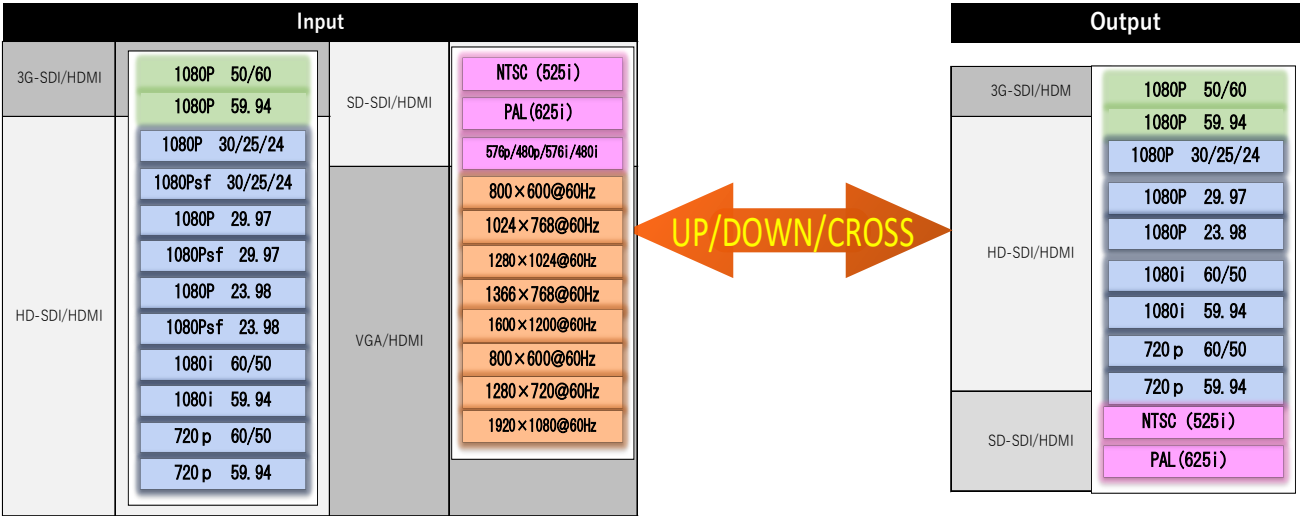 Input
3G-SDI/HDMI
1080P 50/60
1080P 59.94
HD-SDI/HDMI
1080P 30/25/24
1080Psf 30/25/24
1080P 29.97
1080Psf 29.97
1080P 23.98
1080Psf 23.98
1080i 60/50
1080i 59.94
720p 60/50
720p 59.94
SD-SDI/HDMI
NTSC (525i)
PAL(625i)
576p/480p/576i/480i
VGA/HDMI
800×600@60Hz
1024×768@60Hz
1280×1024@60Hz
1366×768@60Hz
1600×1200@60Hz
800×600@60Hz
1280×720@60Hz
1920×1080@60Hz
UP/DOWN/CROSS
Output
3G-SDI/HDM
1080P 50/60
1080P 59.94
HD-SDI/HDMI
1080P 30/25/24
1080P 29.97
1080P 23.98
1080i 60/50
1080i 59.94
720p 60/50
720p 59.94
SD-SDI/HDMI
NTSC (525i)
PAL(625i)